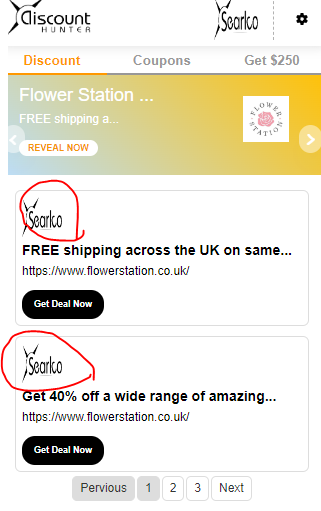 Discount
HUNTER
Searlco
Discount
Coupons
Get $250
Flower Station ...
FREE shipping a...
REVEAL NOW
FLOWER
STATION
Searlco
FREE shipping across the UK on same...
https://www.flowerstation.co.uk/
Get Deal Now
Searlco
Get 40% off a wide range of amazing...
https://www.flowerstation.co.uk/
Get Deal Now
Pervious 1 2 3 Next